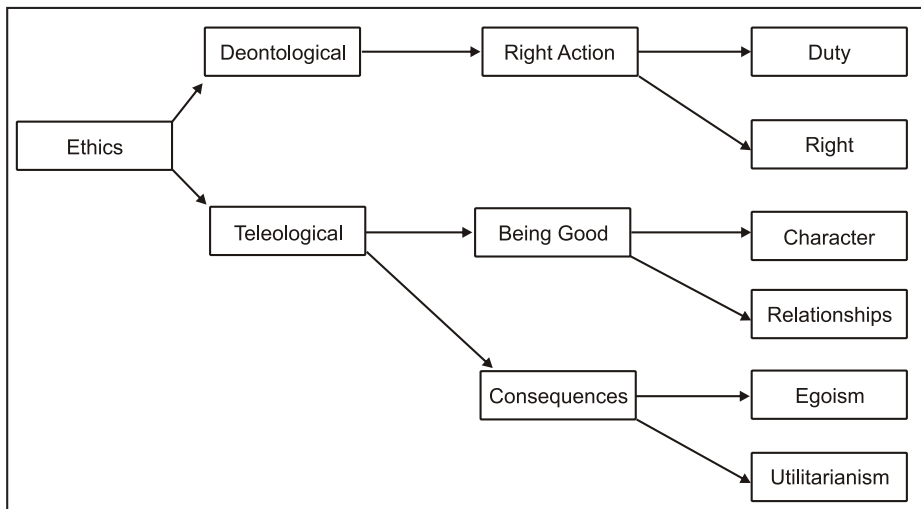 Deontological
Right Action
Duty
Ethics
Right
Teleological
Being Good
Character
Relationships
Consequences
Egoism
Utilitarianism